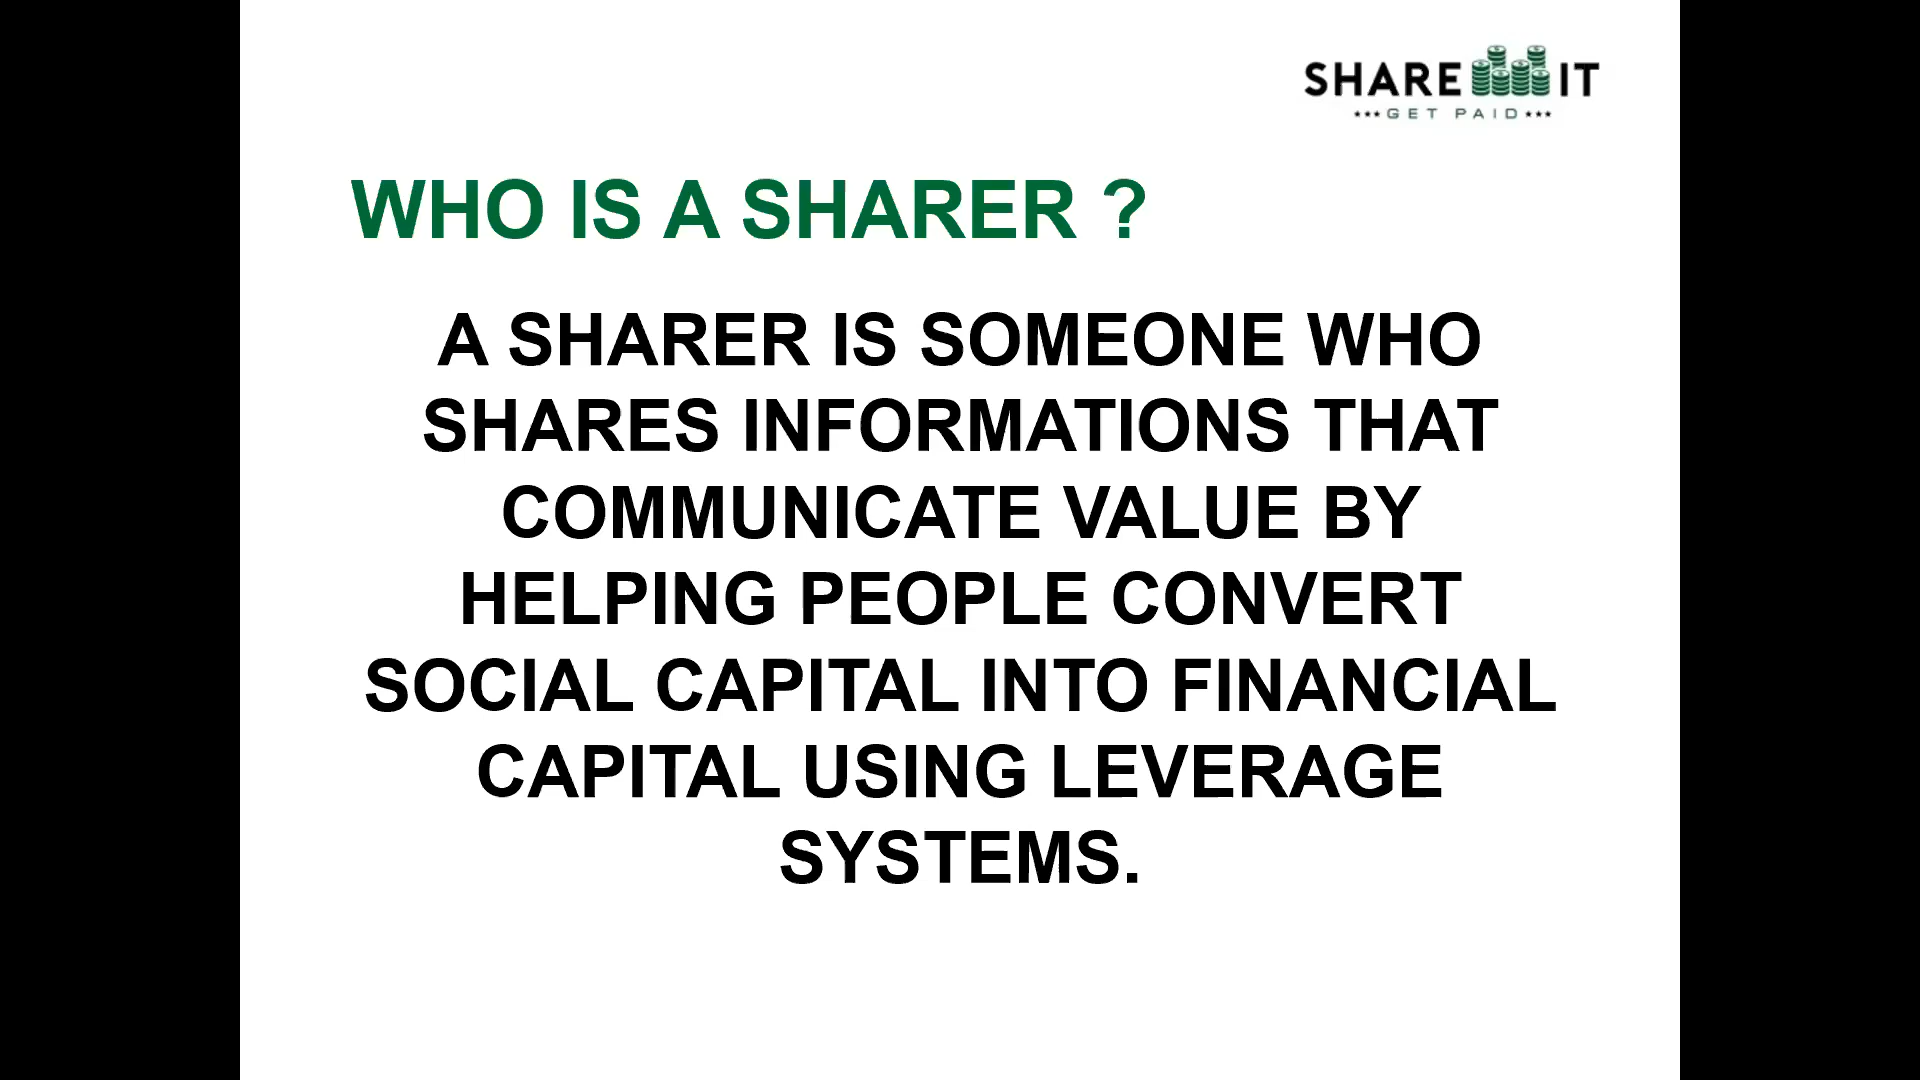 SHARE IT
***GET PAID***
WHO IS A SHARER ?
A SHARER IS SOMEONE WHO
SHARES INFORMATIONS THAT
COMMUNICATE VALUE BY
HELPING PEOPLE CONVERT
SOCIAL CAPITAL INTO FINANCIAL
CAPITAL USING LEVERAGE
SYSTEMS.